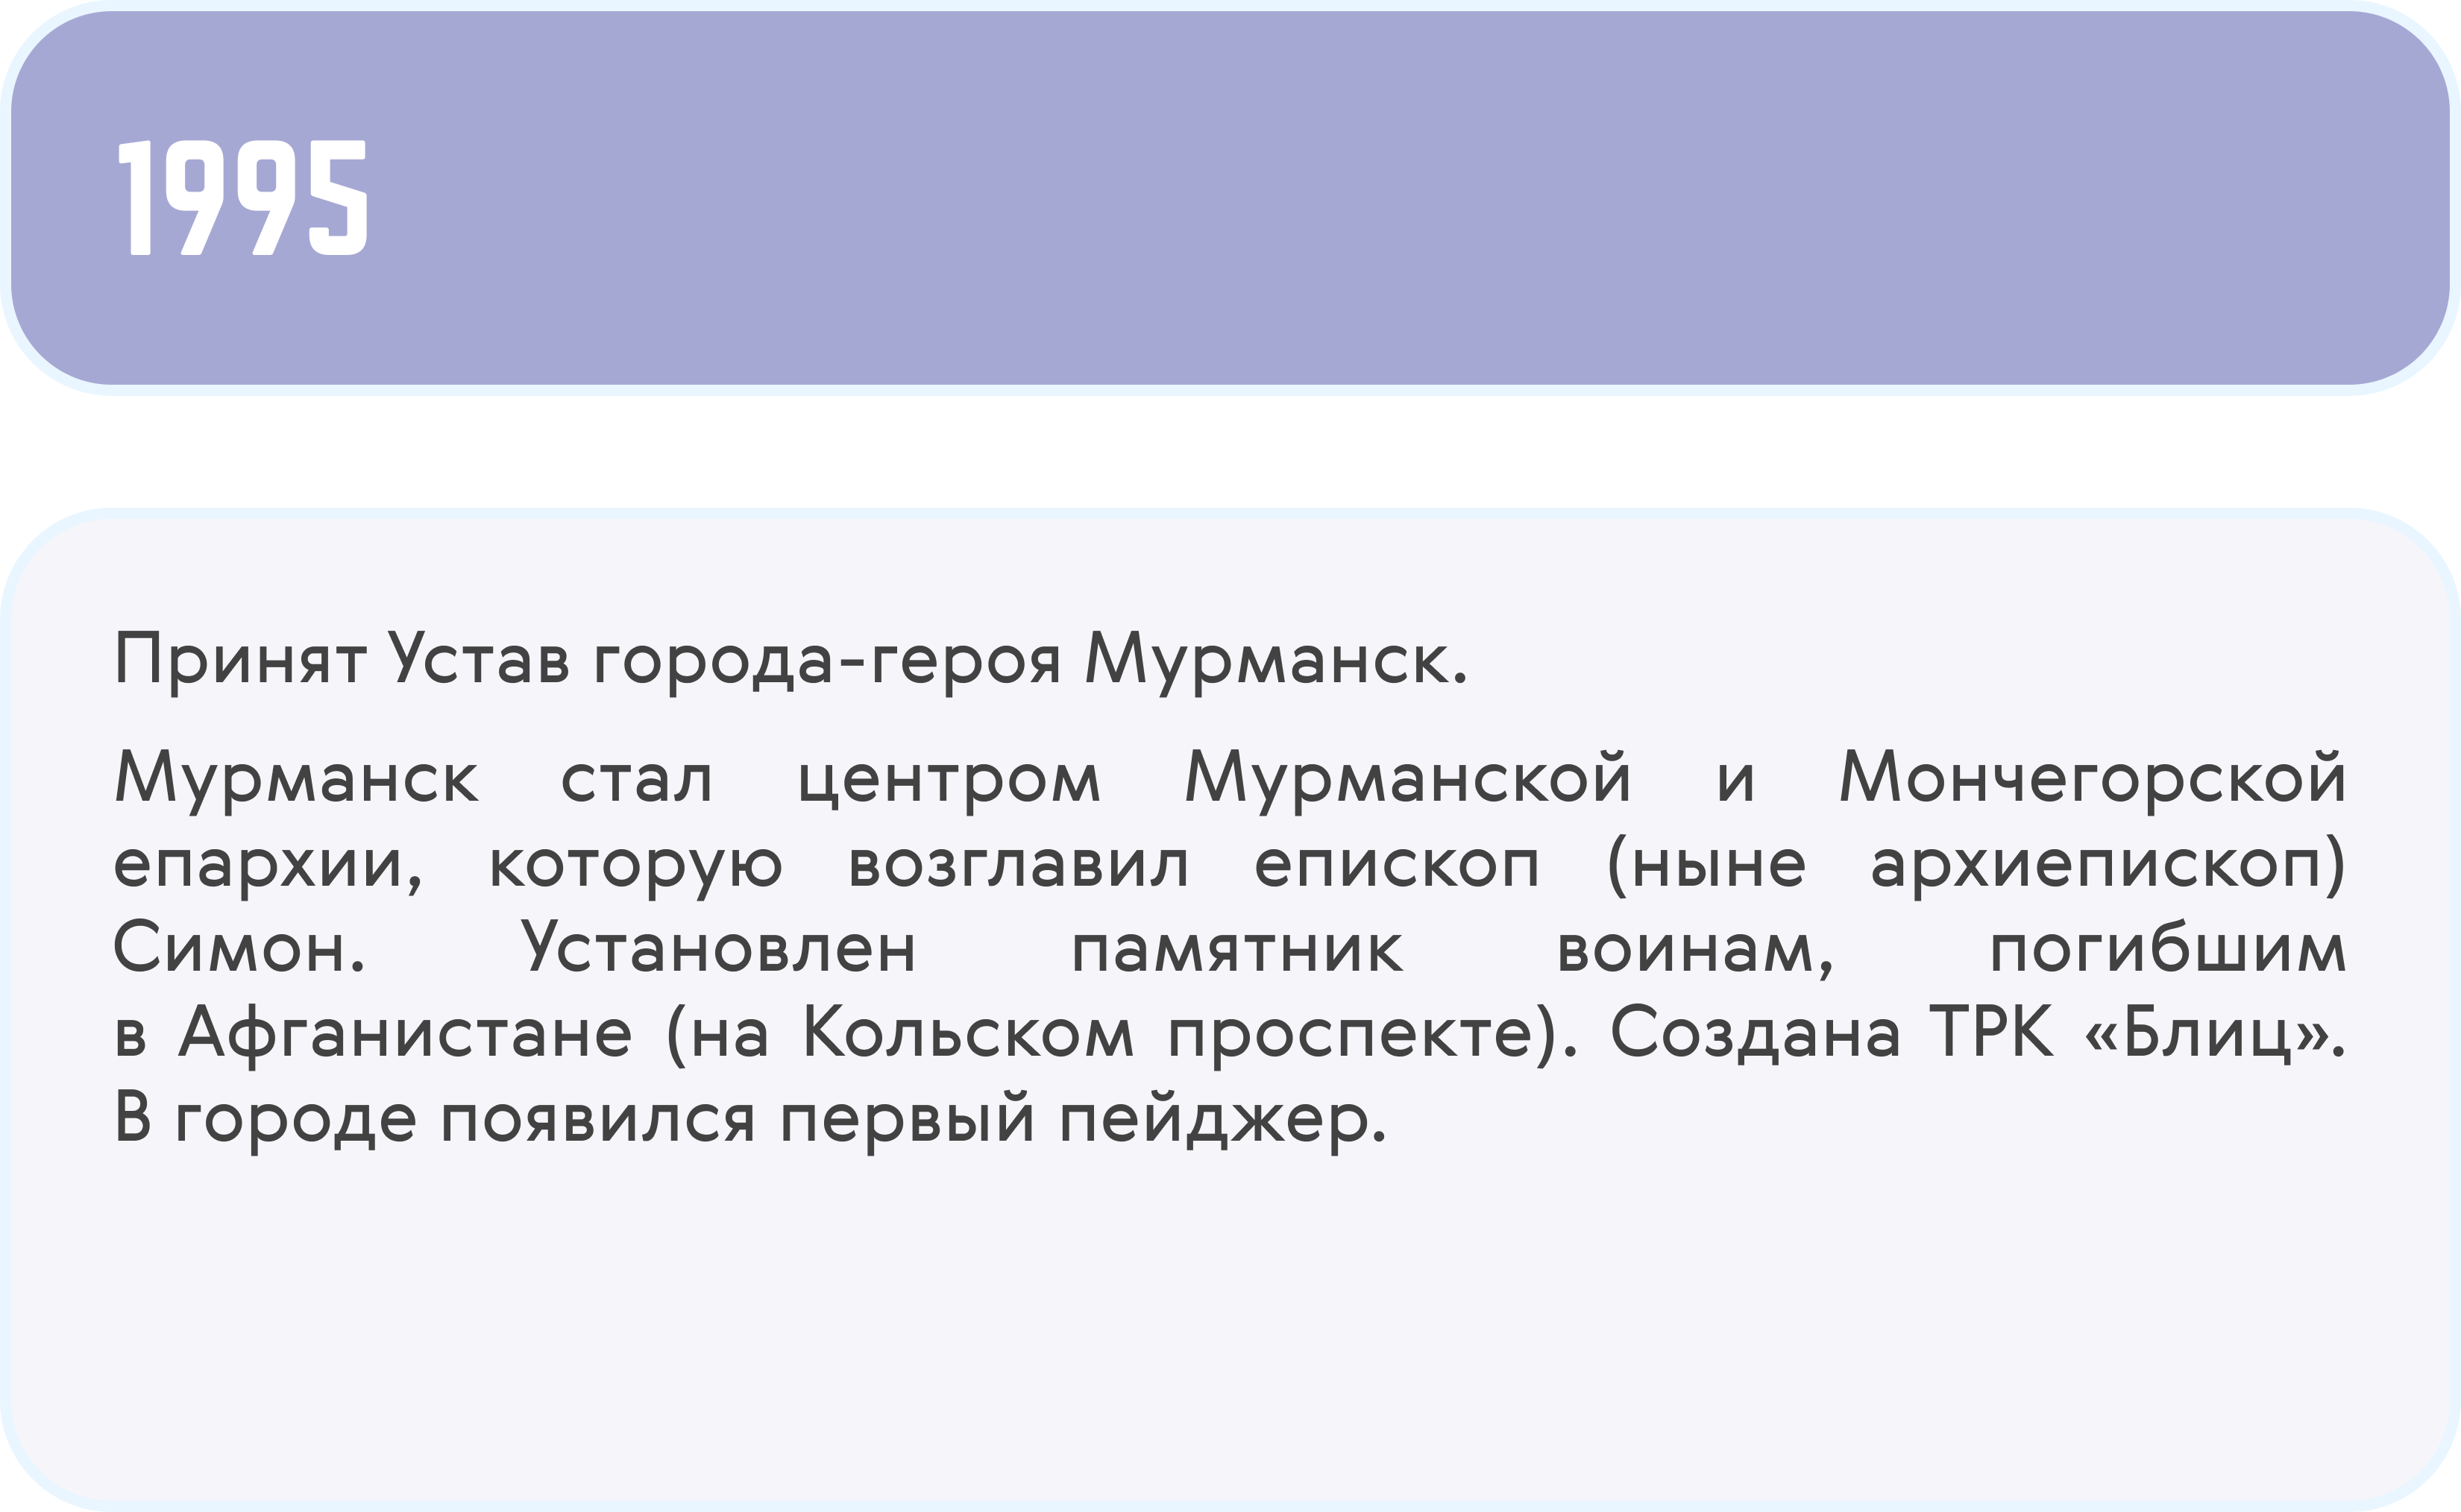 1995
Принят Устав города-героя Мурманск.
Мурманск стал центром Мурманской и Мончегорской
епархии, которую возглавил епископ (ныне архиепископ)
Симон. Установлен памятник воинам, погибшим
в Афганистане (на Кольском проспекте). Создана ТРК «Блиц».
В городе появился первый пейджер.